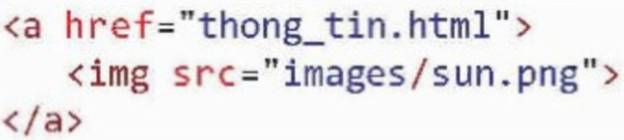 <a href="thong_tin.html">
<img src="images/sun.png">
</a>